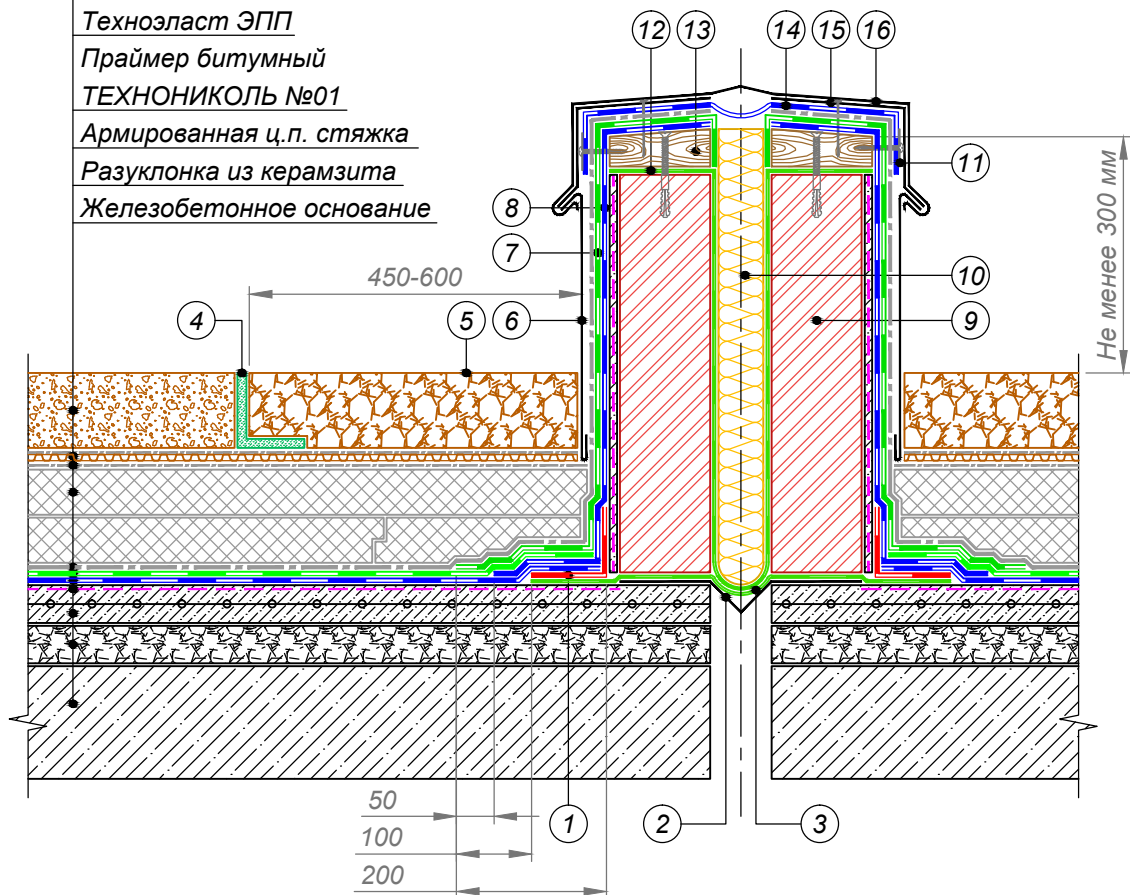 Техноэласт ЭПП
Праймер битумный
ТЕХНОНИКОЛЬ №01
Армированная ц.п. стяжка
Разуклонка из керамзита
Железобетонное основание
12 13 14 15 16
11
8
7
10
450-600
4 5 6 9
Не менее 300 мм
50
100
200
1 2 3